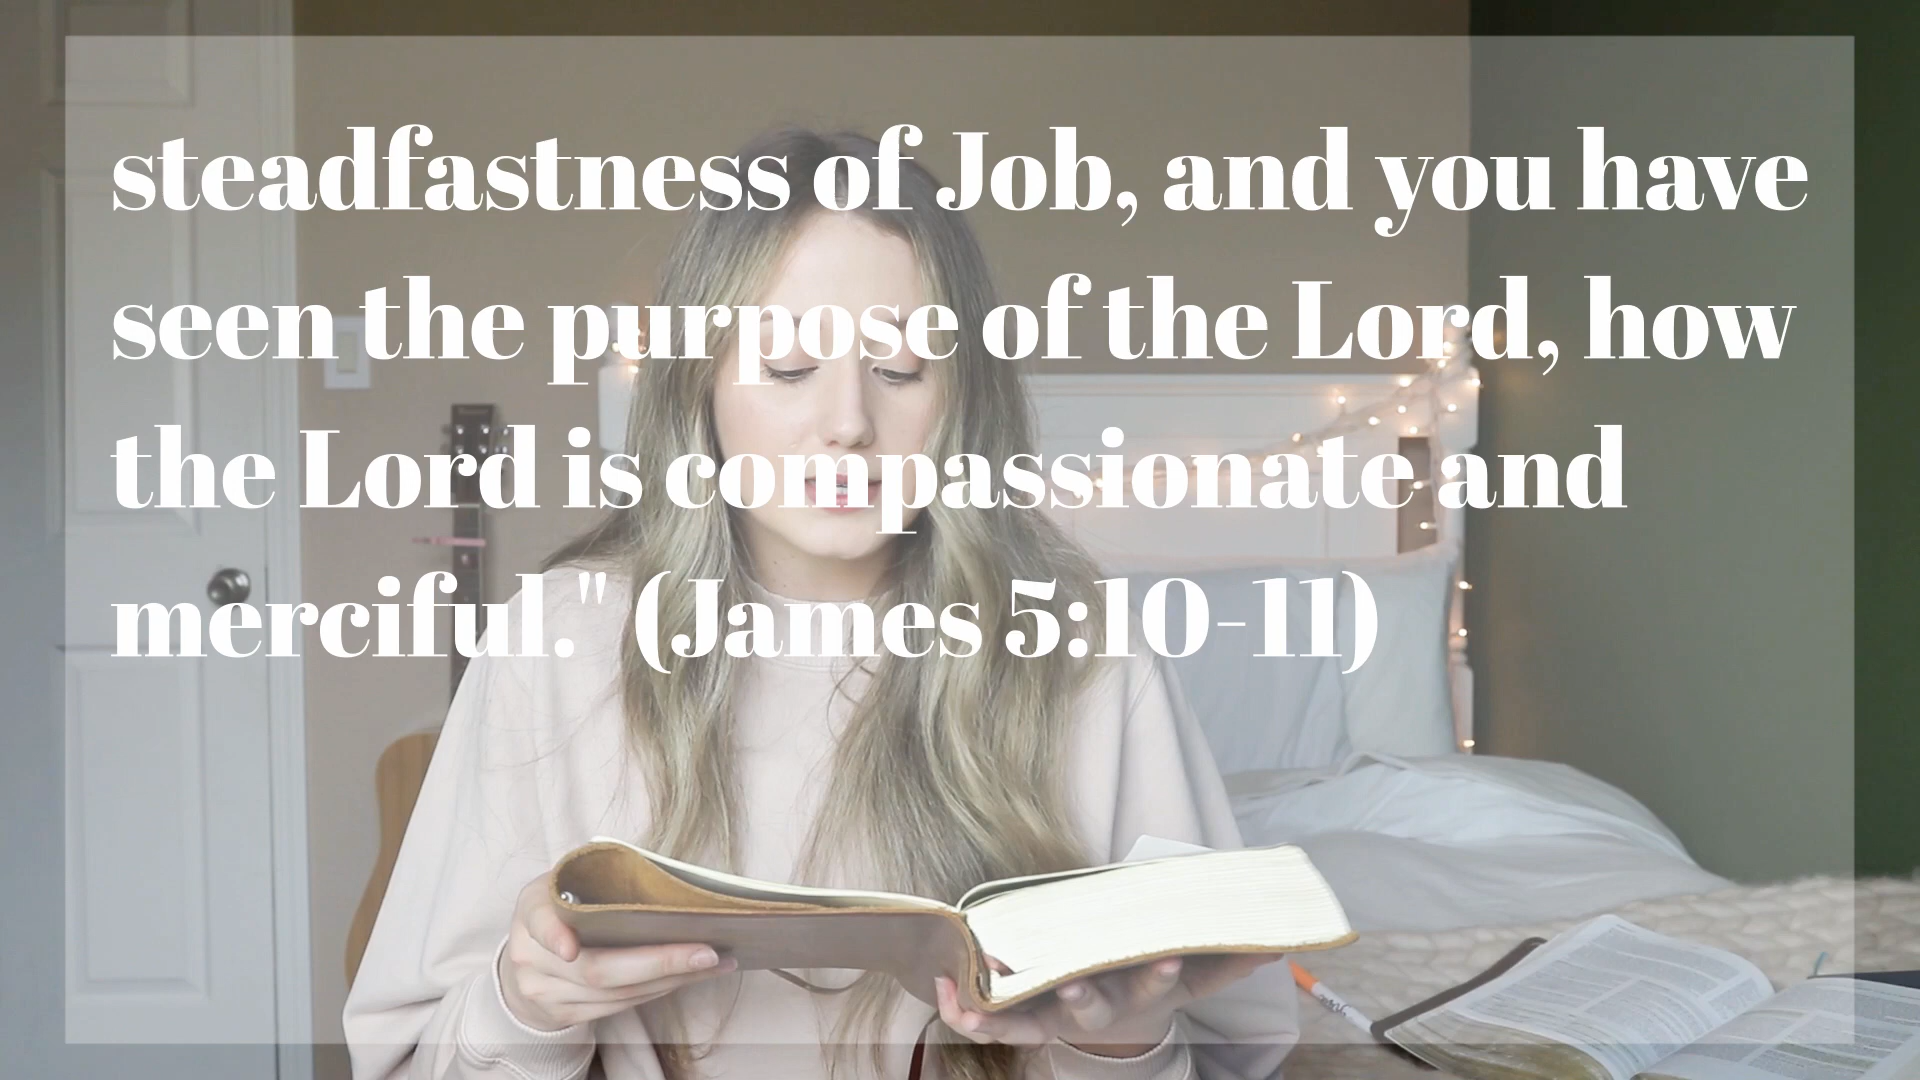 steadfastness of Job, and you have
seen the purpose of the Lord, how
the Lord is compassionate and
merciful." (James 5:10-11)